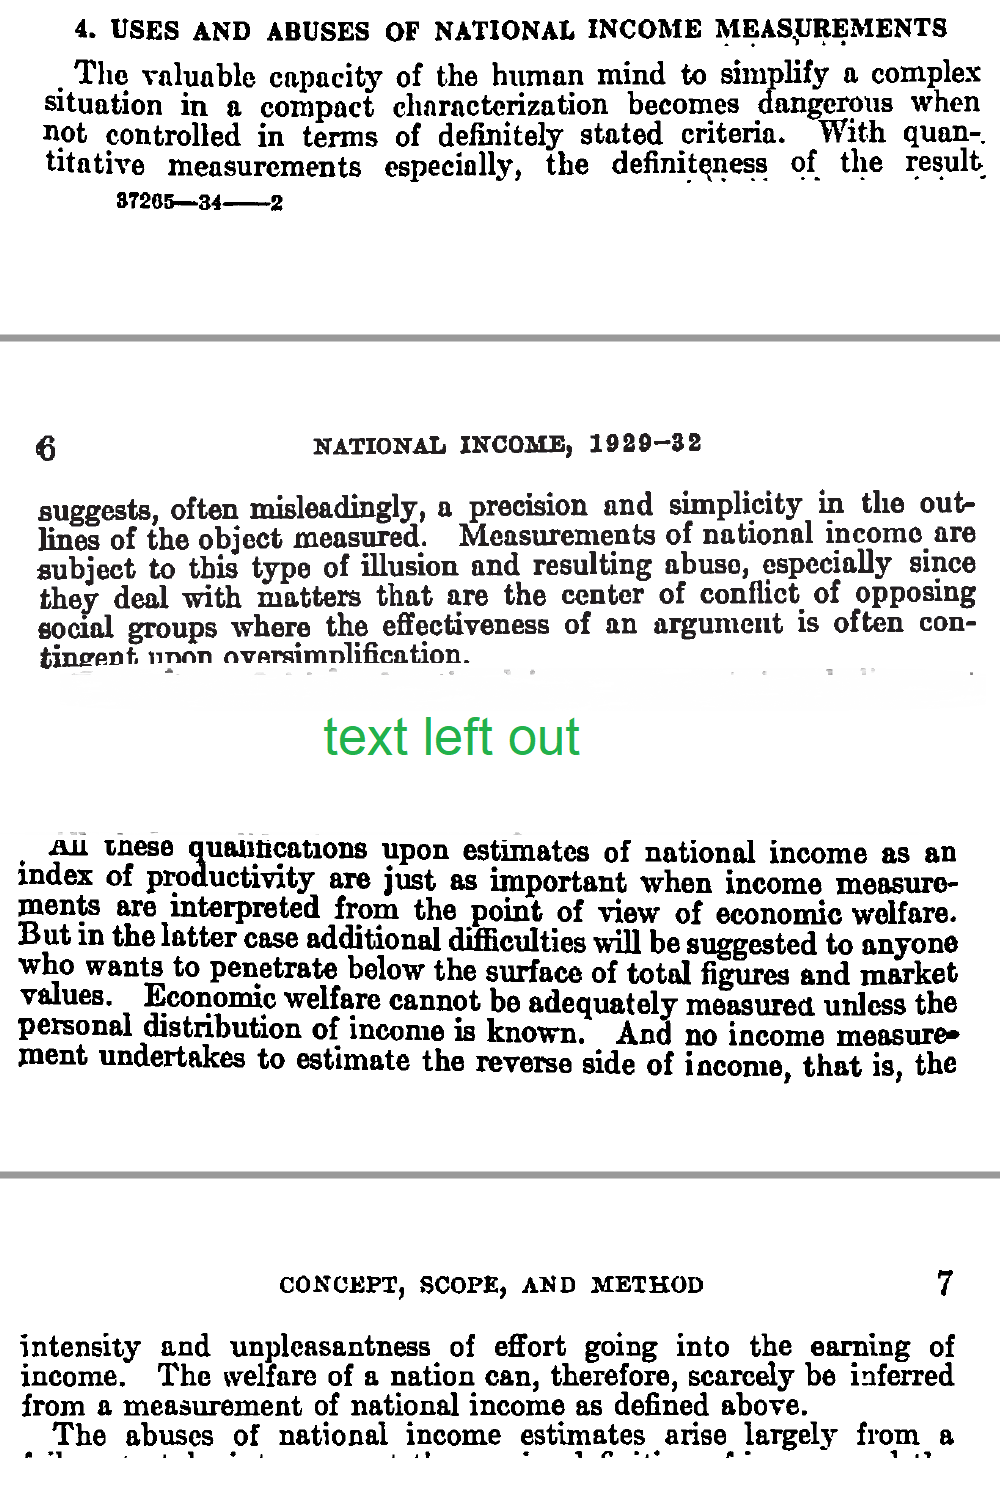 4. USES AND ABUSES OF NATIONAL INCOME MEASUREMENTS
The valuable capacity of the human mind to simplify a complex
situation in a compact characterization becomes dangerous when
not controlled in terms of definitely stated criteria. With quan-
titative measurements especially, the definiteness of the result
37265—34——2
6 NATIONAL INCOME, 1929–32
suggests, often misleadingly, a precision and simplicity in the out-
lines of the object measured. Measurements of national income are
subject to this type of illusion and resulting abuse, especially since
they deal with matters that are the center of conflict of opposing
social groups where the effectiveness of an argument is often con-
tingent upon oversimplification.
text left out
All these qualifications upon estimates of national income as an
index of productivity are just as important when income measure-
ments are interpreted from the point of view of economic welfare.
But in the latter case additional difficulties will be suggested to anyone
who wants to penetrate below the surface of total figures and market
values. Economic welfare cannot be adequately measured unless the
personal distribution of income is known. And no income measure-
ment undertakes to estimate the reverse side of income, that is, the
CONCEPT, SCOPE, AND METHOD 7
intensity and unpleasantness of effort going into the earning of
income. The welfare of a nation can, therefore, scarcely be inferred
from a measurement of national income as defined above.
The abuses of national income estimates arise largely from a